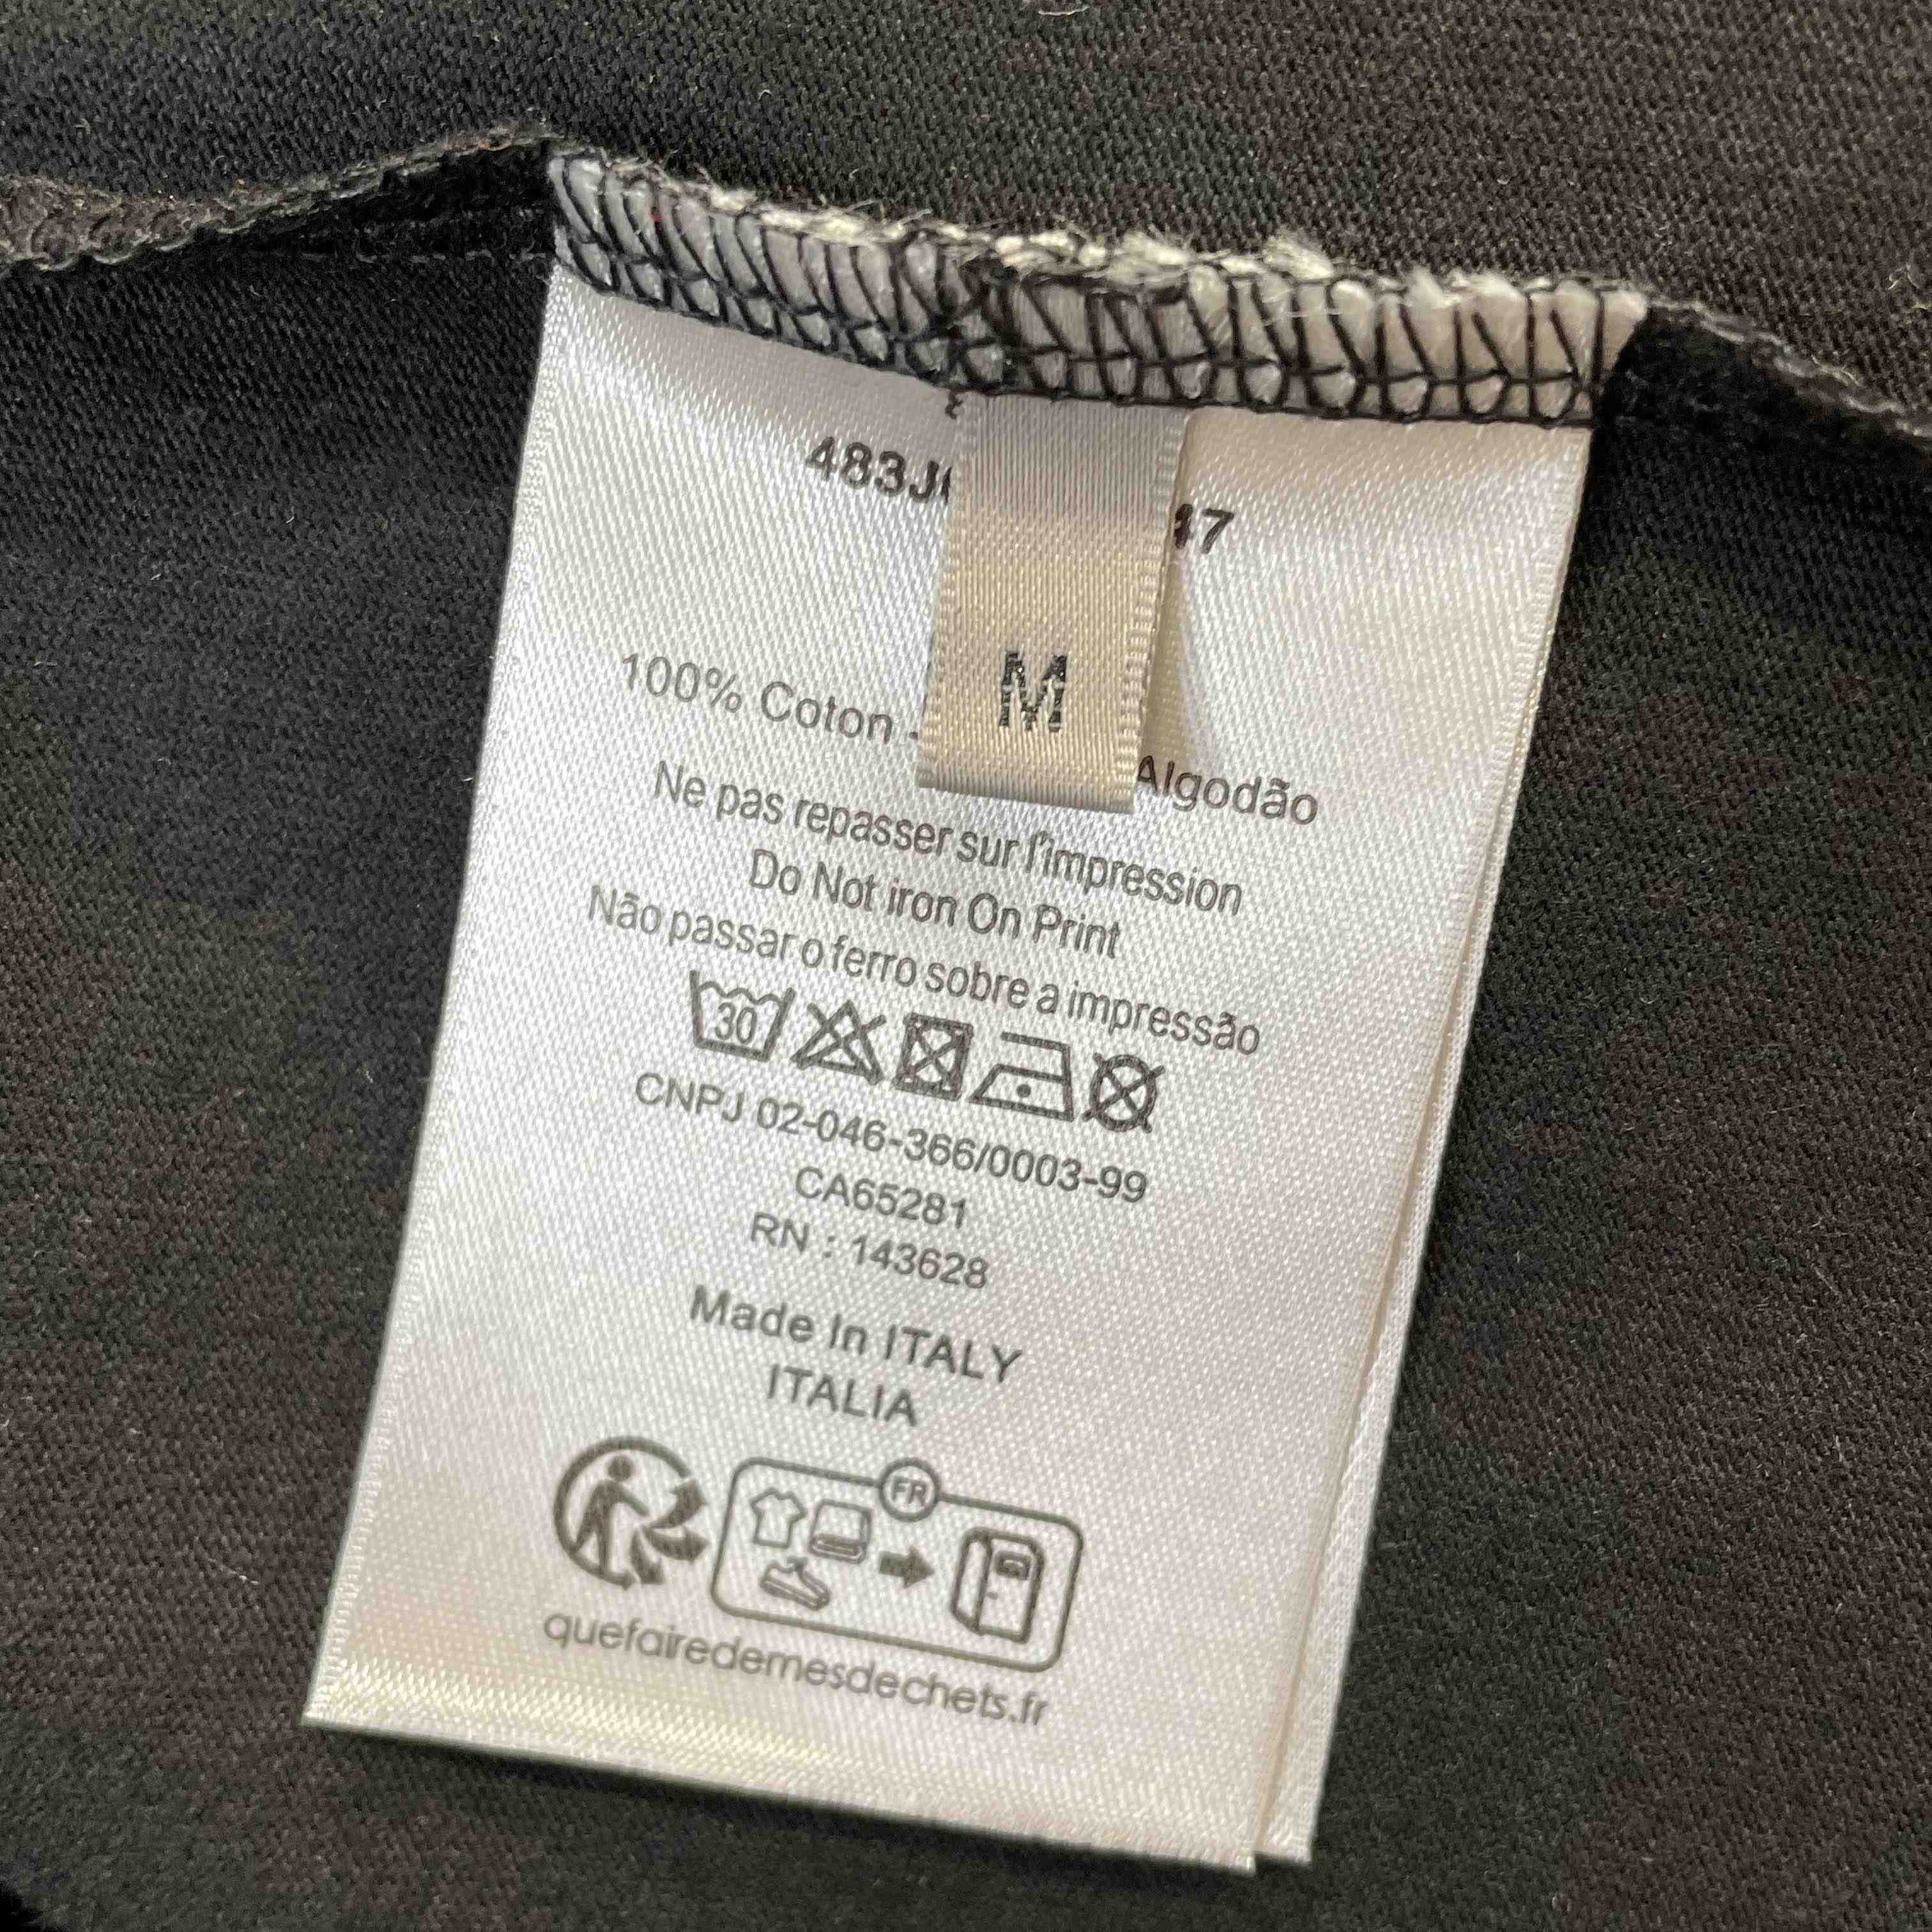 483J 47
M
100% Coton - Algodão
Ne pas repasser sur l'impression
Do Not iron On Print
Não passar o ferro sobre a impressão
30
CNPJ 02-046-366/0003-99
CA65281
RN : 143628
Made In ITALY
ITALIA
FR
quefairedemesdechets.fr